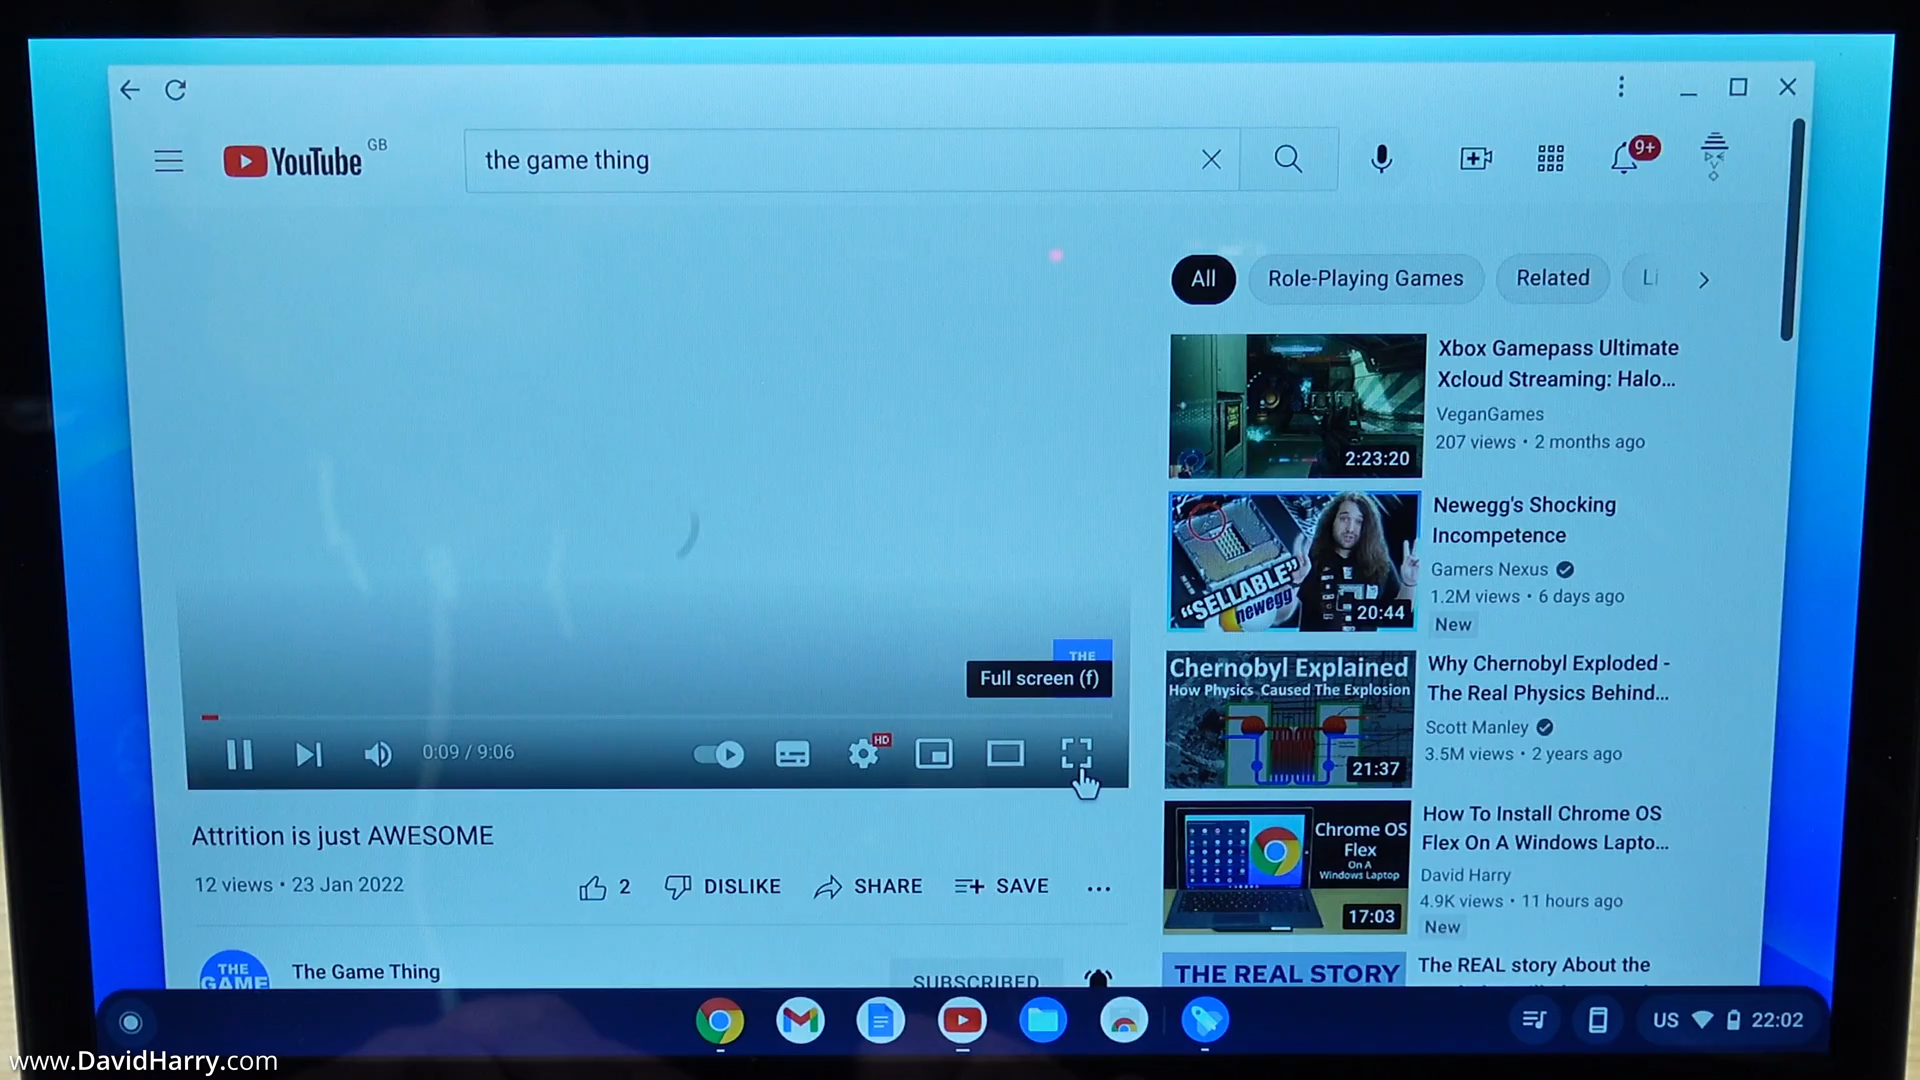 YouTube GB
the game thing
9+
All
Role-Playing Games
Related
Li
Xbox Gamepass Ultimate
Xcloud Streaming: Halo...
VeganGames
207 views • 2 months ago
2:23:20
Newegg's Shocking
Incompetence
Gamers Nexus
1.2M views • 6 days ago
New
"SELLABLE"
newegg
20:44
Chernobyl Explained
How Physics Caused The Explosion
21:37
Why Chernobyl Exploded -
The Real Physics Behind...
Scott Manley
3.5M views • 2 years ago
Chrome OS
Flex
On A
Windows Laptop
17:03
How To Install Chrome OS
Flex On A Windows Lapto...
David Harry
4.9K views • 11 hours ago
New
THE REAL STORY
The REAL story About the
THE
Full screen (f)
0:09 / 9:06
HD
Attrition is just AWESOME
12 views • 23 Jan 2022
2
DISLIKE
SHARE
SAVE
THE
GAME
The Game Thing
SUBSCRIBED
US
22:02
www.DavidHarry.com